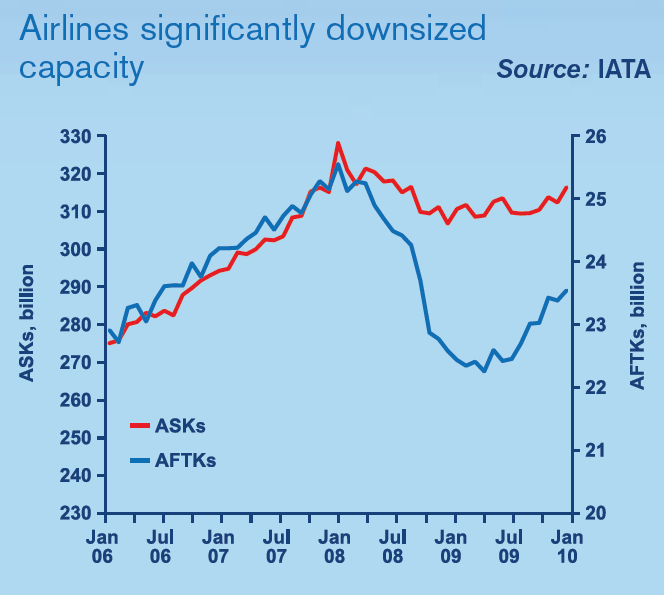 Airlines significantly downsized
capacity
Source: IATA
ASKs, billion
330
320
310
300
290
280
270
260
250
240
230
AFTKs, billion
26
25
24
23
22
21
20
ASKs
AFTKs
Jan Jul Jan Jul Jan Jul Jan Jul Jan
06 06 07 07 08 08 09 09 10